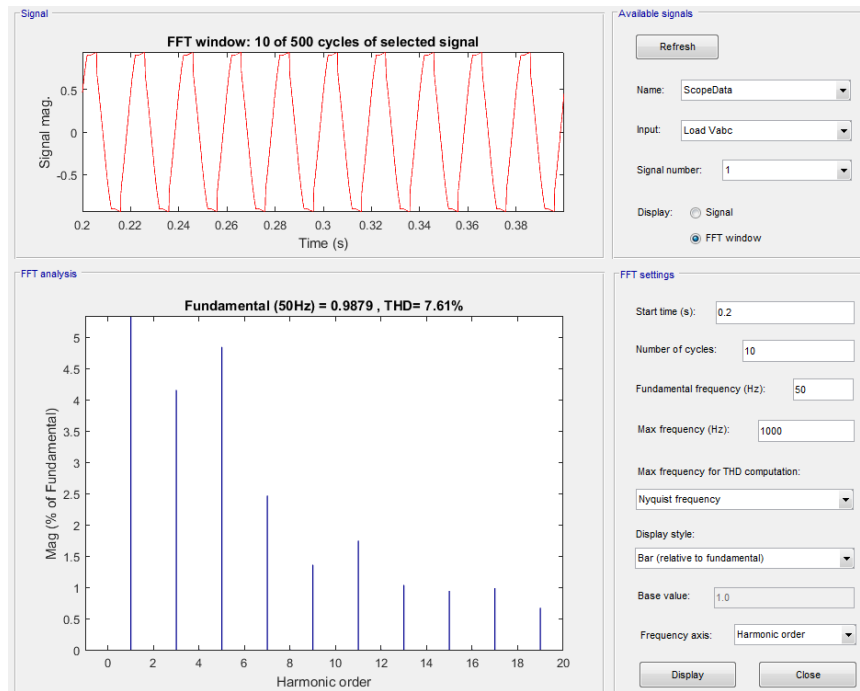 Signal
FFT window: 10 of 500 cycles of selected signal
Signal mag.
0.5
0
-0.5
0.2 0.22 0.24 0.26 0.28 0.3 0.32 0.34 0.36 0.38
Time (s)
Available signals
Refresh
Name: ScopeData
Input: Load Vabc
Signal number: 1
Display: Signal
FFT window
FFT analysis
Fundamental (50Hz) = 0.9879 , THD= 7.61%
Mag (% of Fundamental)
5
4.5
4
3.5
3
2.5
2
1.5
1
0.5
0
0 2 4 6 8 10 12 14 16 18 20
Harmonic order
FFT settings
Start time (s): 0.2
Number of cycles: 10
Fundamental frequency (Hz): 50
Max frequency (Hz): 1000
Max frequency for THD computation:
Nyquist frequency
Display style:
Bar (relative to fundamental)
Base value: 1.0
Frequency axis: Harmonic order
Display Close